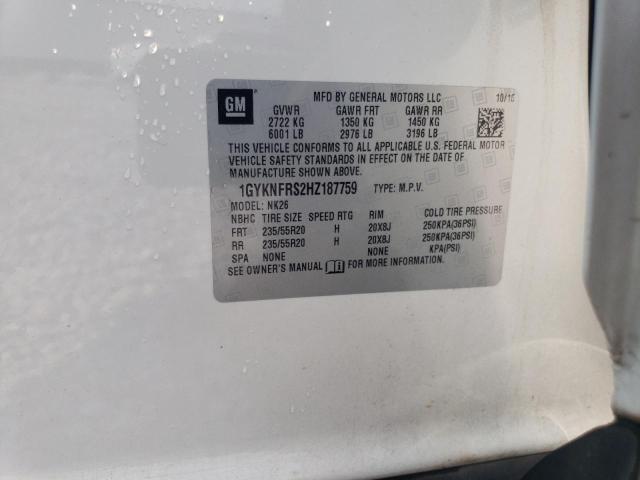 GM
MFD BY GENERAL MOTORS LLC
GVWR GAWR FRT GAWR RR
2722 KG 1350 KG 1450 KG
6001 LB 2976 LB 3196 LB
THIS VEHICLE CONFORMS TO ALL APPLICABLE U.S. FEDERAL MOTOR
VEHICLE SAFETY STANDARDS IN EFFECT ON THE DATE OF
MANUFACTURE SHOWN ABOVE.
1GYKNFRS2HZ187759 TYPE: M.P.V.
MODEL: NK26
NBHC TIRE SIZE SPEED RTG RIM COLD TIRE PRESSURE
FRT 235/55R20 H 20X8J 250KPA(36PSI)
RR 235/55R20 H 20X8J 250KPA(36PSI)
SPA NONE NONE KPA(PSI)
SEE OWNER'S MANUAL FOR MORE INFORMATION.